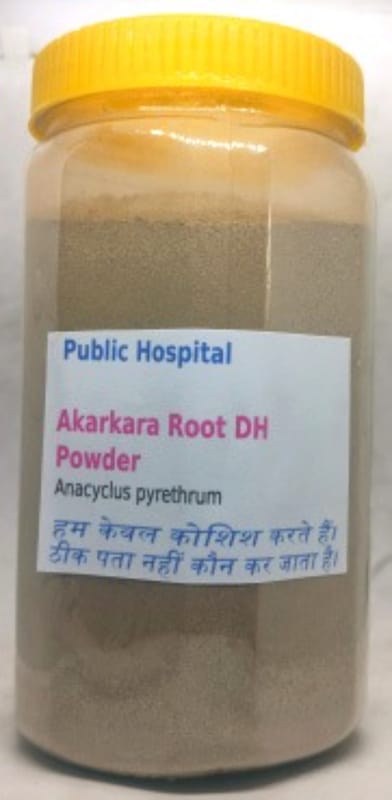 Public Hospital
Akarkara Root DH
Powder
Anacyclus pyrethrum
हम केवल कोशिश करते हैं।
ठीक पता नहीं कौन कर जाता है।